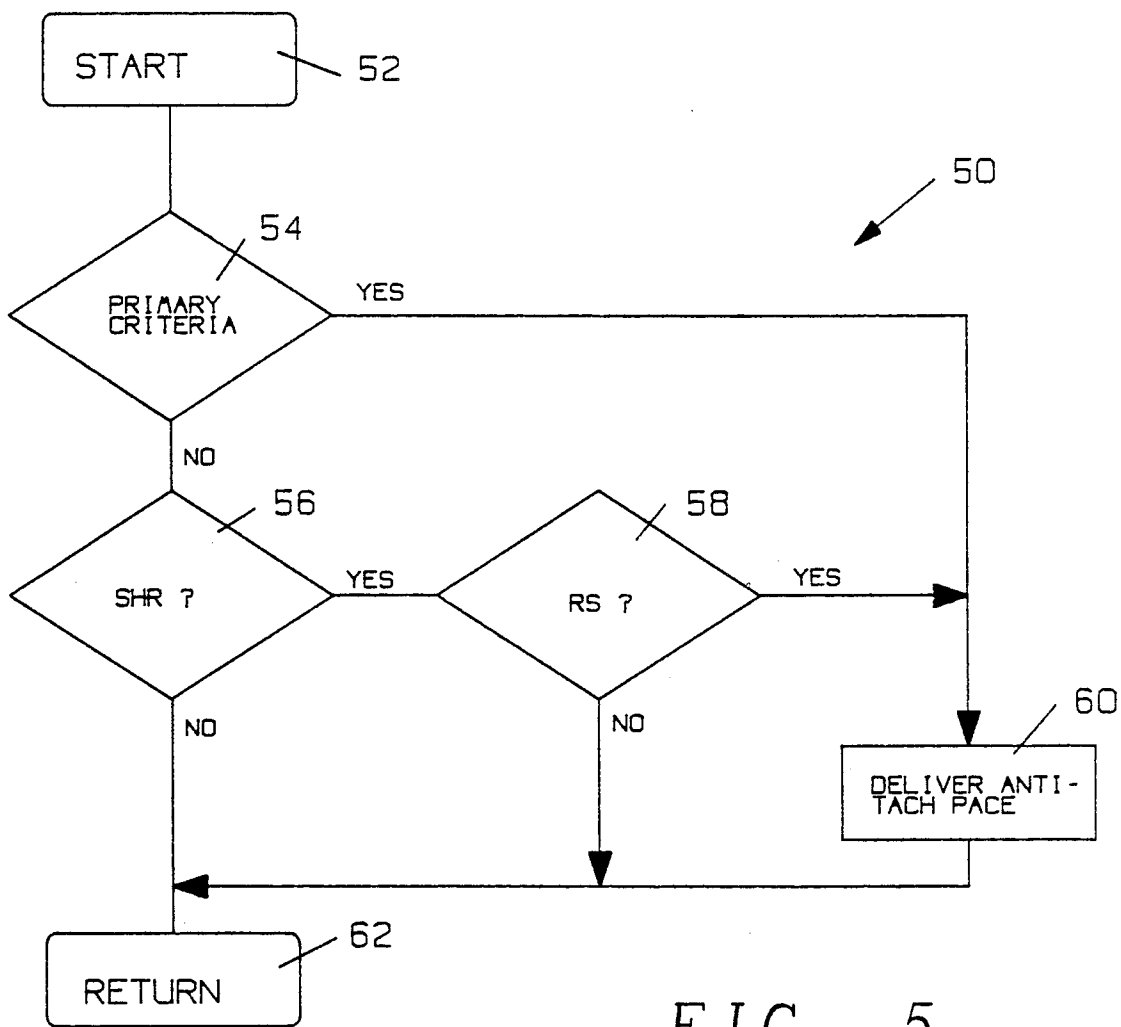 START
52
50
54
PRIMARY
CRITERIA
YES
NO
56
58
SHR ?
YES
RS ?
YES
NO
NO
60
DELIVER ANTI-
TACH PACE
62
RETURN
FIG. 5